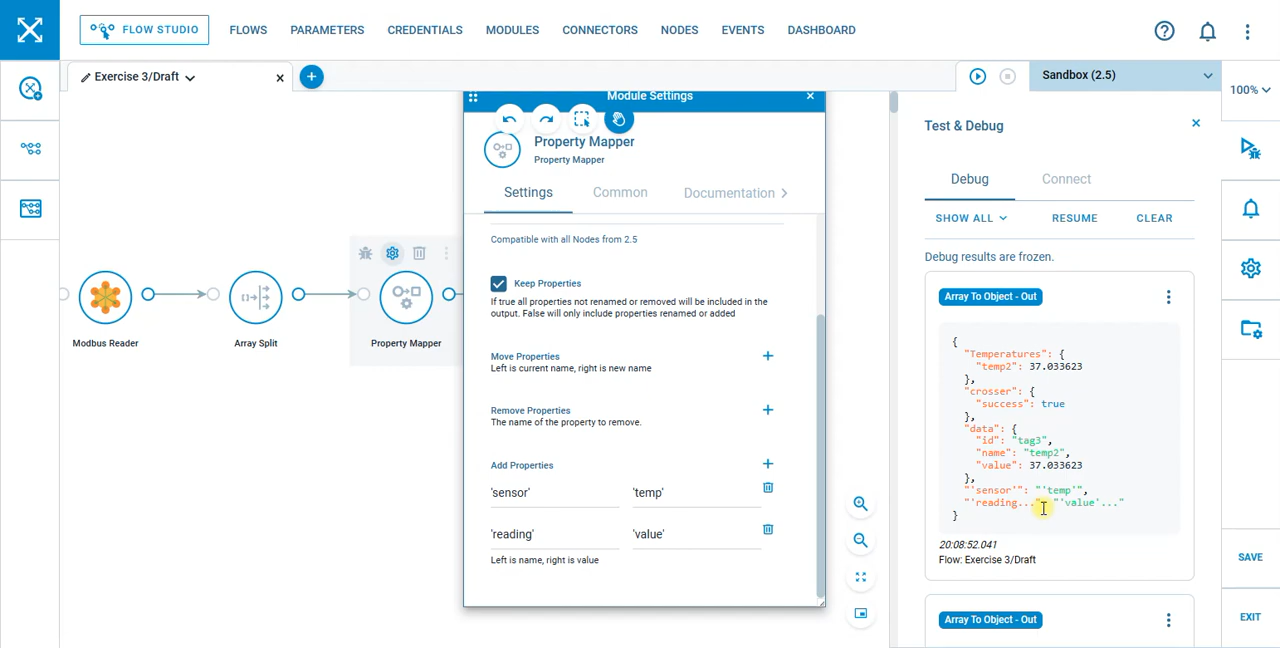 FLOW STUDIO
FLOWS
PARAMETERS
CREDENTIALS
MODULES
CONNECTORS
NODES
EVENTS
DASHBOARD
Exercise 3/Draft
Sandbox (2.5)
100%
Modbus Reader
Array Split
Property Mapper
Module Settings
Property Mapper
Property Mapper
Settings
Common
Documentation
Compatible with all Nodes from 2.5
Keep Properties
If true all properties not renamed or removed will be included in the
output. False will only include properties renamed or added
Move Properties
Left is current name, right is new name
Remove Properties
The name of the property to remove.
Add Properties
'sensor' 'temp'
'reading' 'value'
Left is name, right is value
Test & Debug
Debug
Connect
SHOW ALL
RESUME
CLEAR
Debug results are frozen.
Array To Object - Out
{
"Temperatures": {
"temp2": 37.033623
},
"crosser": {
"success": true
},
"data": {
"id": "tag3",
"name": "temp2",
"value": 37.033623
},
"'sensor'": "'temp'",
"'reading..." "'value'..."
}
20:08:52.041
Flow: Exercise 3/Draft
Array To Object - Out
SAVE
EXIT